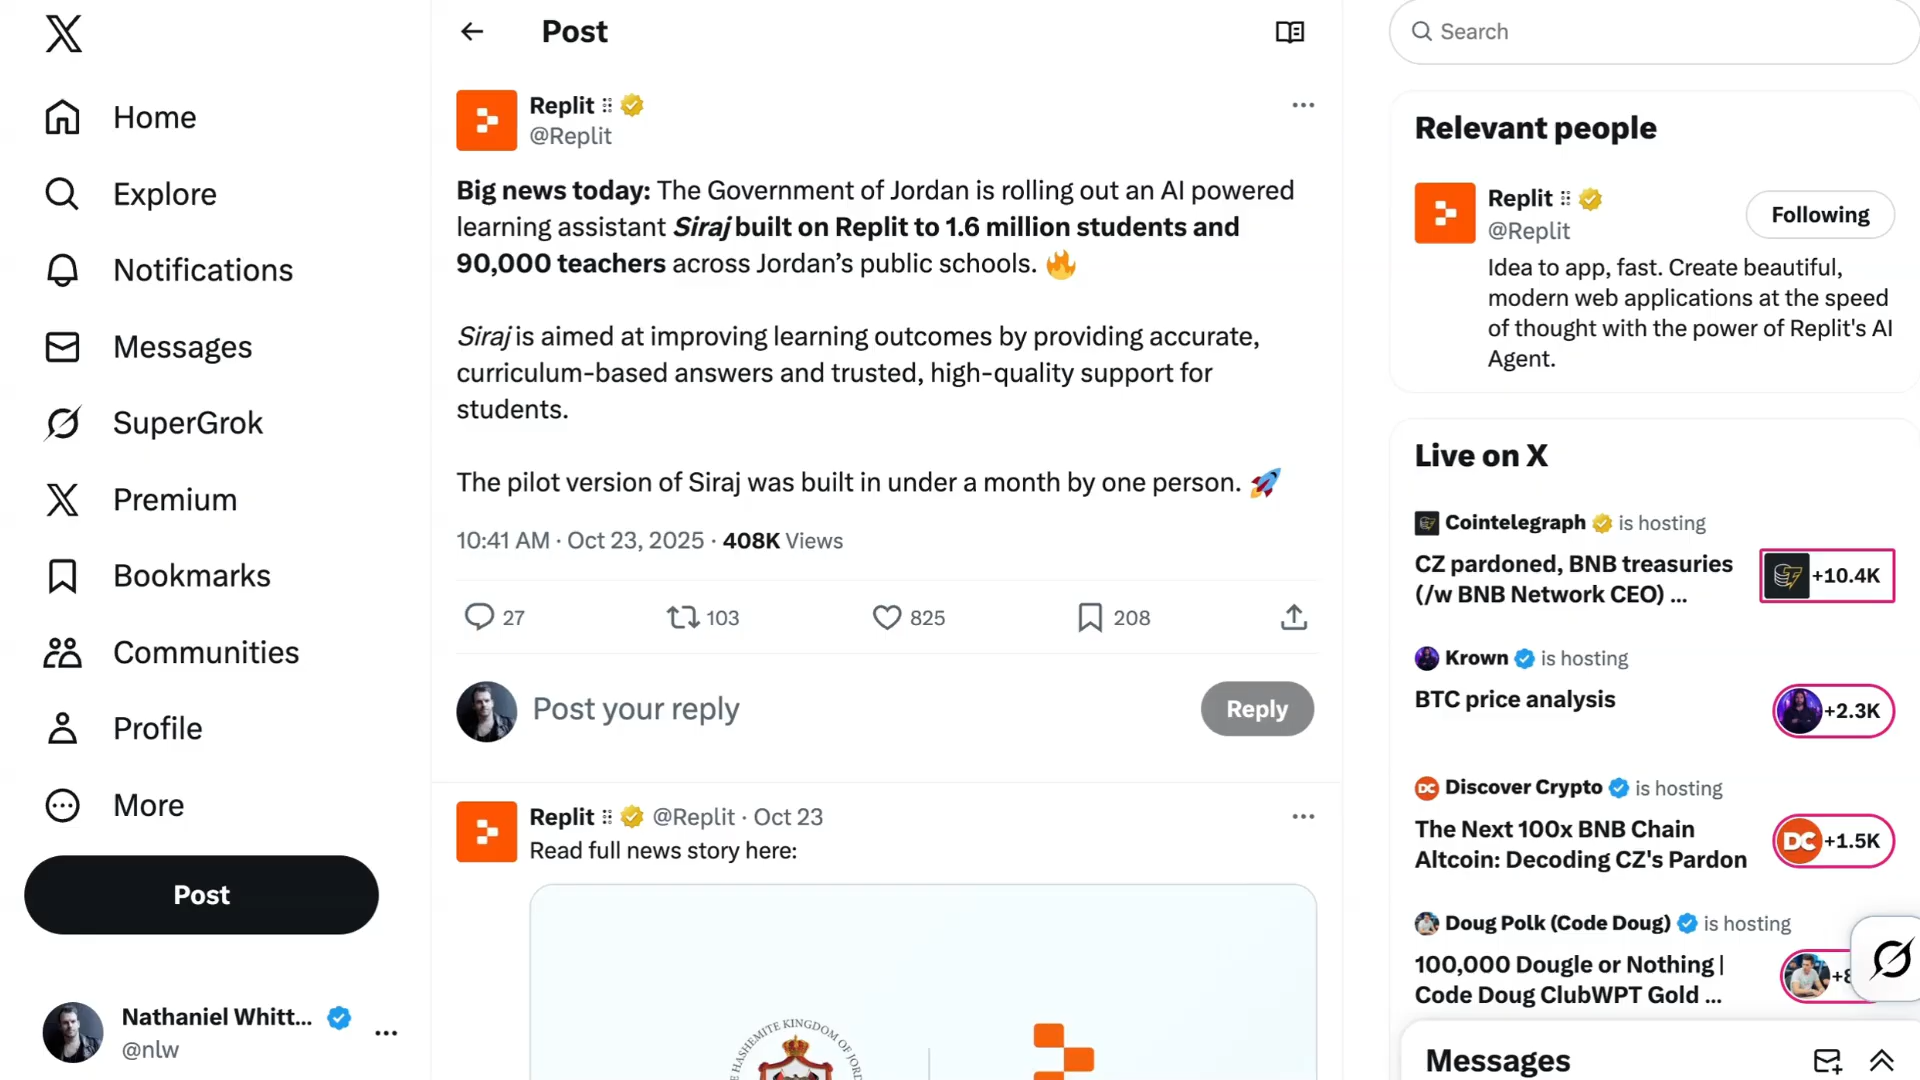 Home
Explore
Notifications
Messages
SuperGrok
Premium
Bookmarks
Communities
Profile
More
Post
Nathaniel Whitt...
@nlw
Post
Replit
@Replit
Big news today: The Government of Jordan is rolling out an AI powered
learning assistant Siraj built on Replit to 1.6 million students and
90,000 teachers across Jordan’s public schools. 🔥
Siraj is aimed at improving learning outcomes by providing accurate,
curriculum-based answers and trusted, high-quality support for
students.
The pilot version of Siraj was built in under a month by one person. 🚀
10:41 AM · Oct 23, 2025 · 408K Views
27 103 825 208
Post your reply
Reply
Replit @Replit · Oct 23
Read full news story here:
HASHEMITE KINGDOM OF
Search
Relevant people
Replit
@Replit
Following
Idea to app, fast. Create beautiful,
modern web applications at the speed
of thought with the power of Replit's AI
Agent.
Live on X
Cointelegraph is hosting
CZ pardoned, BNB treasuries
(/w BNB Network CEO) ...
+10.4K
Krown is hosting
BTC price analysis
+2.3K
DC Discover Crypto is hosting
The Next 100x BNB Chain
Altcoin: Decoding CZ's Pardon
DC +1.5K
Doug Polk (Code Doug) is hosting
100,000 Dougle or Nothing |
Code Doug ClubWPT Gold ...
Messages